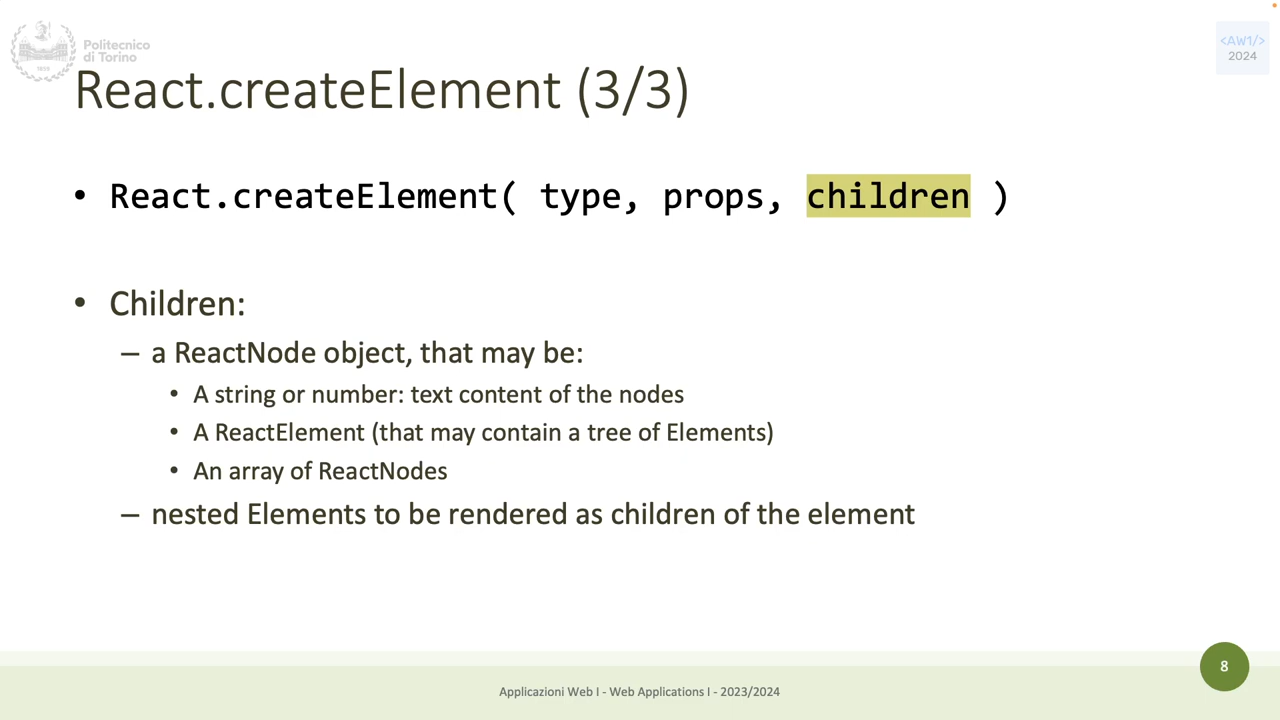 Politecnico
di Torino
1859
<AW1/>
2024
React.createElement (3/3)
• React.createElement( type, props, children )
• Children:
– a ReactNode object, that may be:
• A string or number: text content of the nodes
• A ReactElement (that may contain a tree of Elements)
• An array of ReactNodes
– nested Elements to be rendered as children of the element
8
Applicazioni Web I - Web Applications I - 2023/2024